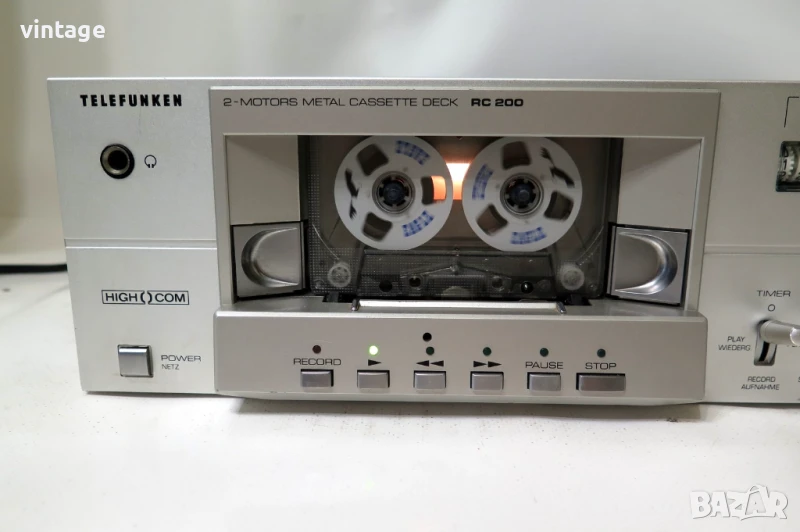 simex_bg
vintage
TELEFUNKEN
2-MOTORS METAL CASSETTE DECK RC 200
HIGH COM
POWER
NETZ
RECORD
PAUSE
STOP
TIMER
PLAY
WIEDERG
RECORD
AUFNAHME
BAZAR